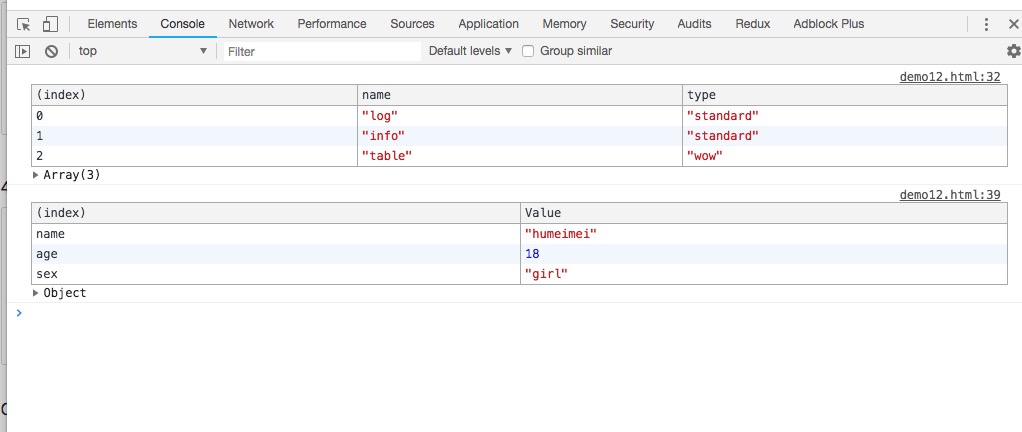 Elements Console Network Performance Sources Application Memory Security Audits Redux Adblock Plus
top Filter Default levels Group similar
demo12.html:32
(index) name type
0 "log" "standard"
1 "info" "standard"
2 "table" "wow"
Array(3)
demo12.html:39
(index) Value
name "humeimei"
age 18
sex "girl"
Object